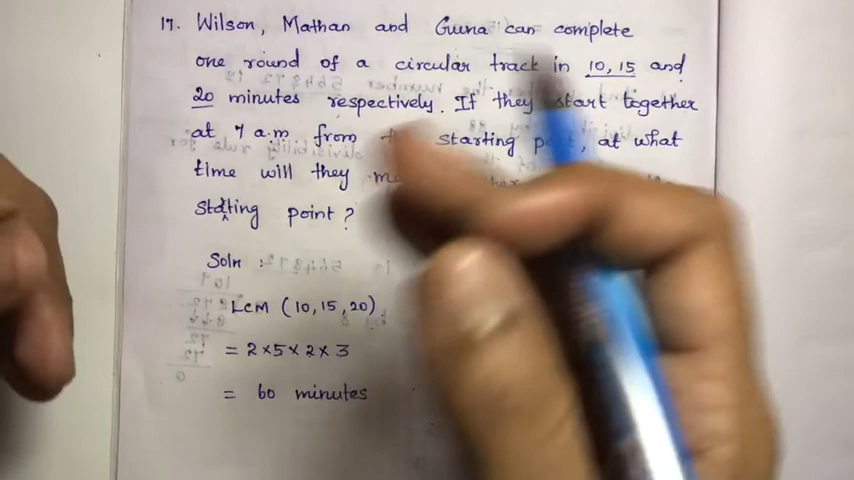 17. Wilson, Mathan and Guna can complete
one round of a circular track in 10, 15 and
20 minutes respectively. If they start together
at 7 a.m from starting at what
time will they
starting point?
Soln :
LCM (10, 15, 20)
= 2×5×2×3
= 60 minutes